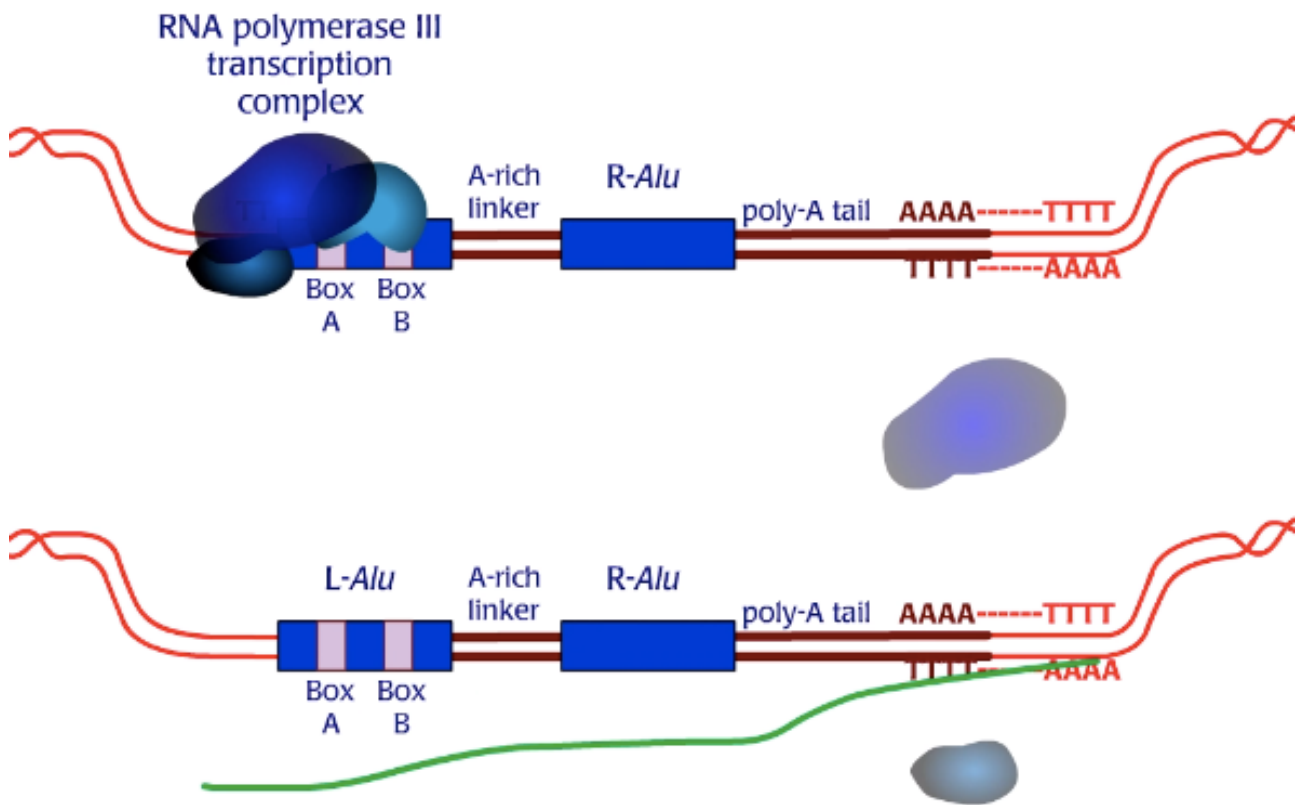 RNA polymerase III
transcription
complex
A-rich
linker
R-Alu
poly-A tail
AAAA------TTTT
TTTT------AAAA
Box
A
Box
B
L-Alu
A-rich
linker
R-Alu
poly-A tail
AAAA------TTTT
TTTT------AAAA
Box
A
Box
B